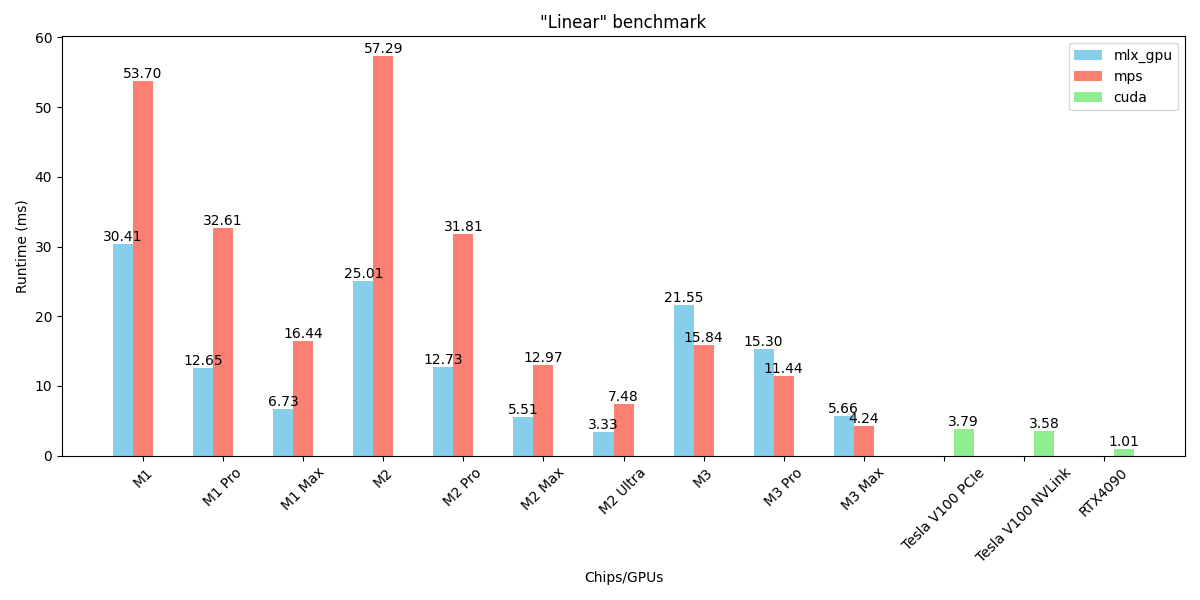 "Linear" benchmark
mlx_gpu
mps
cuda
Runtime (ms)
60
50
40
30
20
10
0
30.41
53.70
12.65
32.61
6.73
16.44
25.01
57.29
12.73
31.81
5.51
12.97
3.33
7.48
21.55
15.84
15.30
11.44
5.66
4.24
3.79
3.58
1.01
M1
M1 Pro
M1 Max
M2
M2 Pro
M2 Max
M2 Ultra
M3
M3 Pro
M3 Max
Tesla V100 PCIe
Tesla V100 NVLink
RTX4090
Chips/GPUs